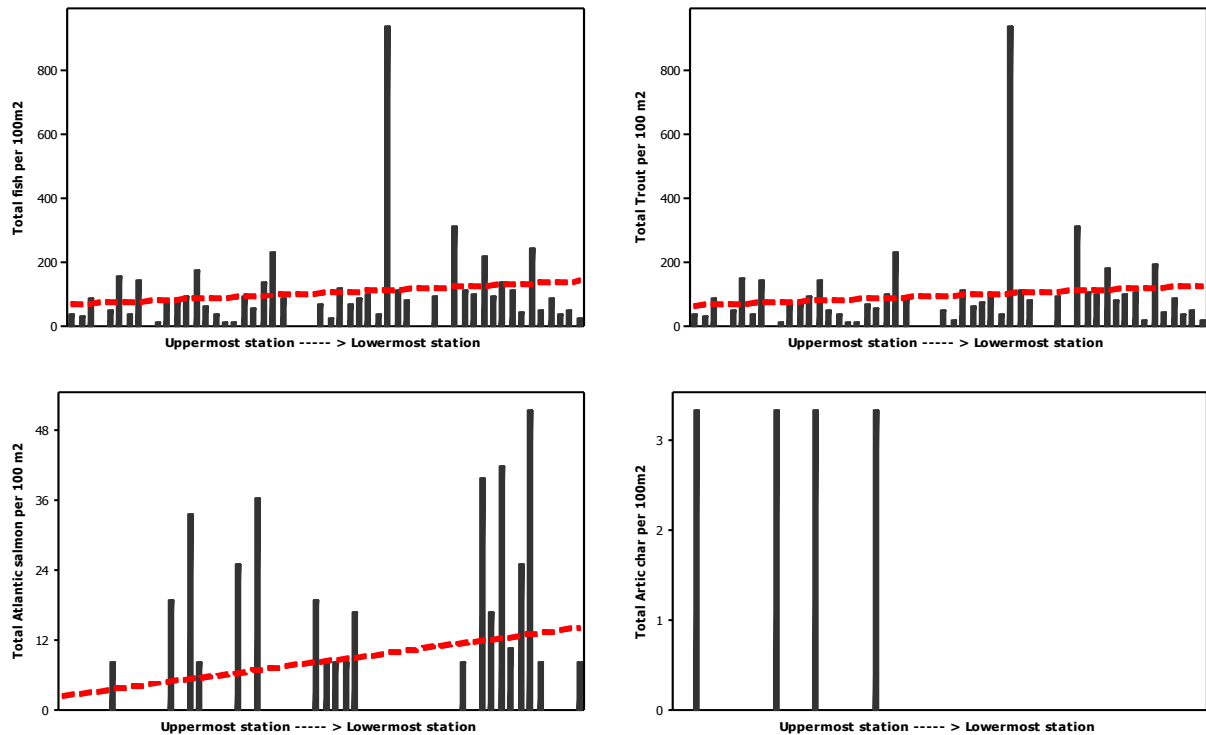 Total fish per 100m2
800
600
400
200
0
Uppermost station ----- > Lowermost station
Total Trout per 100 m2
800
600
400
200
0
Uppermost station ----- > Lowermost station
Total Atlantic salmon per 100 m2
48
36
24
12
0
Uppermost station ----- > Lowermost station
Total Artic char per 100m2
3
2
1
0
Uppermost station ----- > Lowermost station